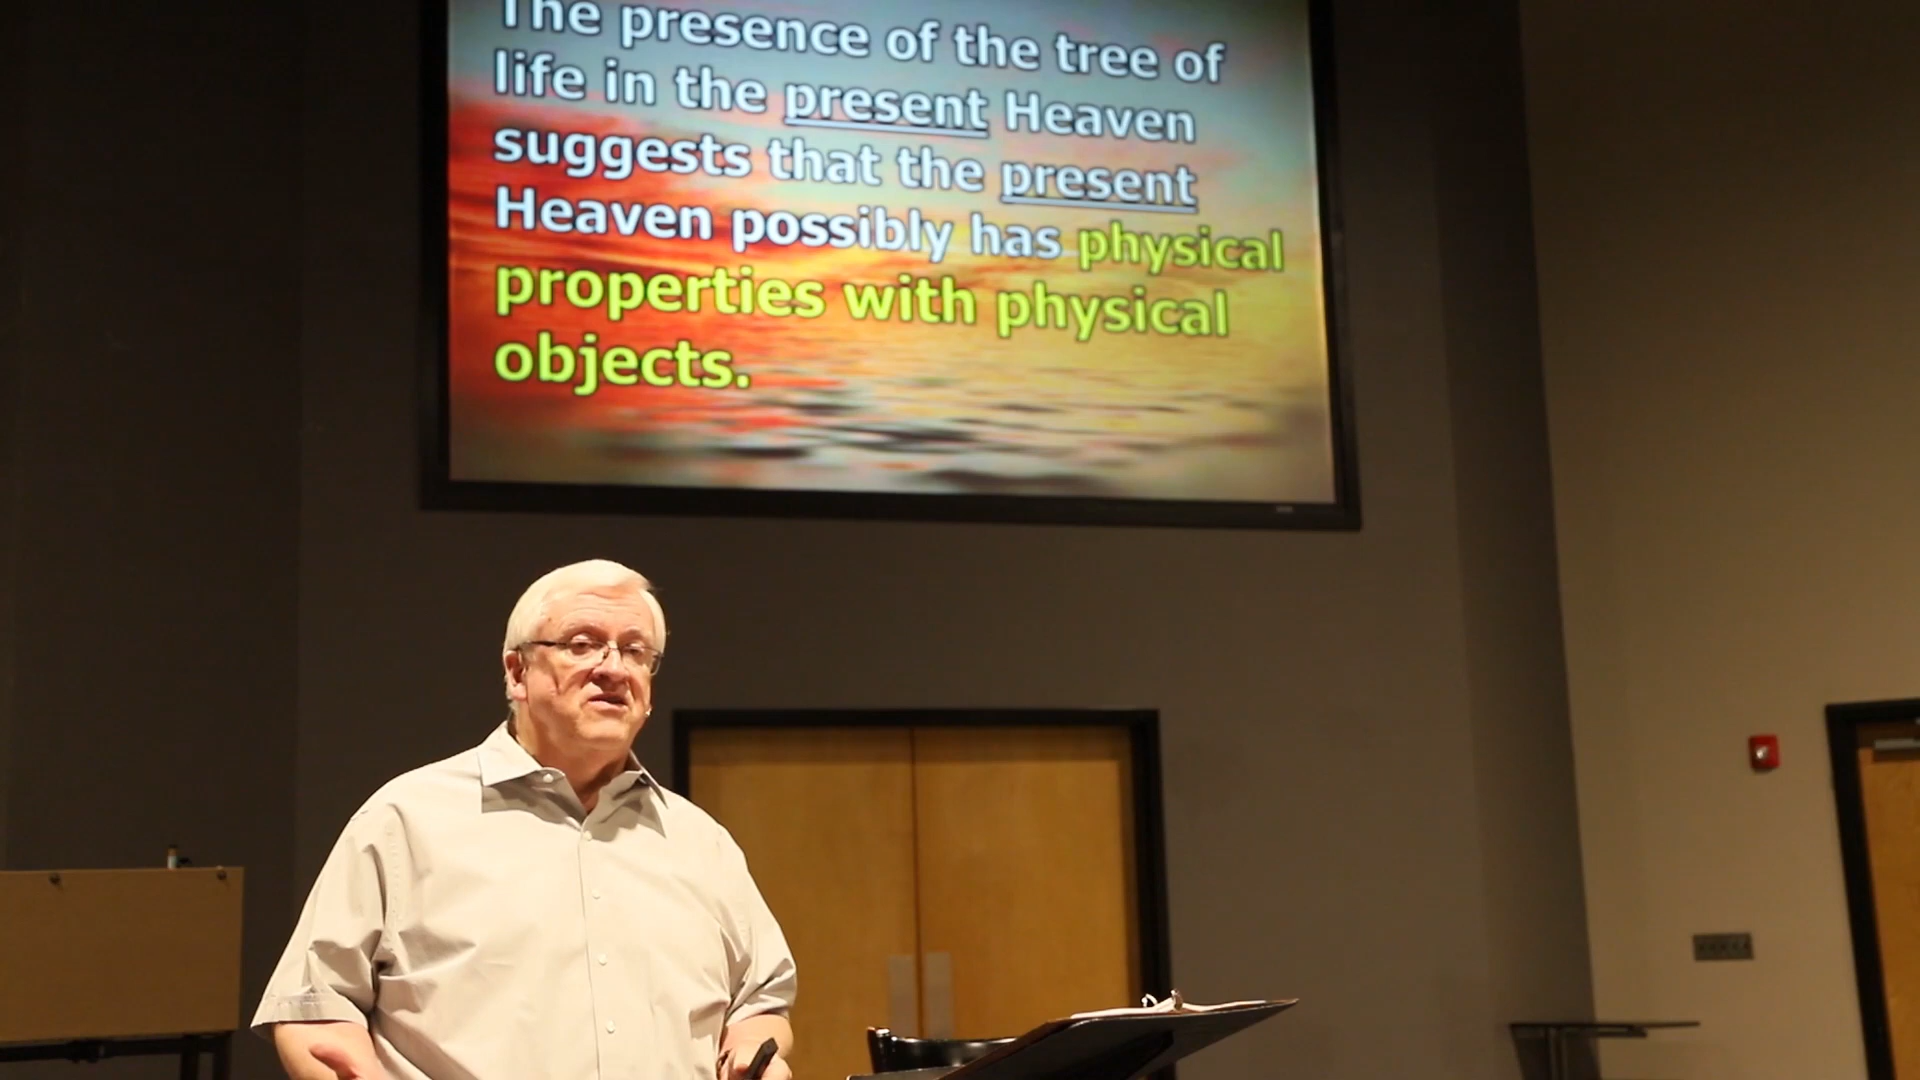 The presence of the tree of
life in the present Heaven
suggests that the present
Heaven possibly has physical
properties with physical
objects.